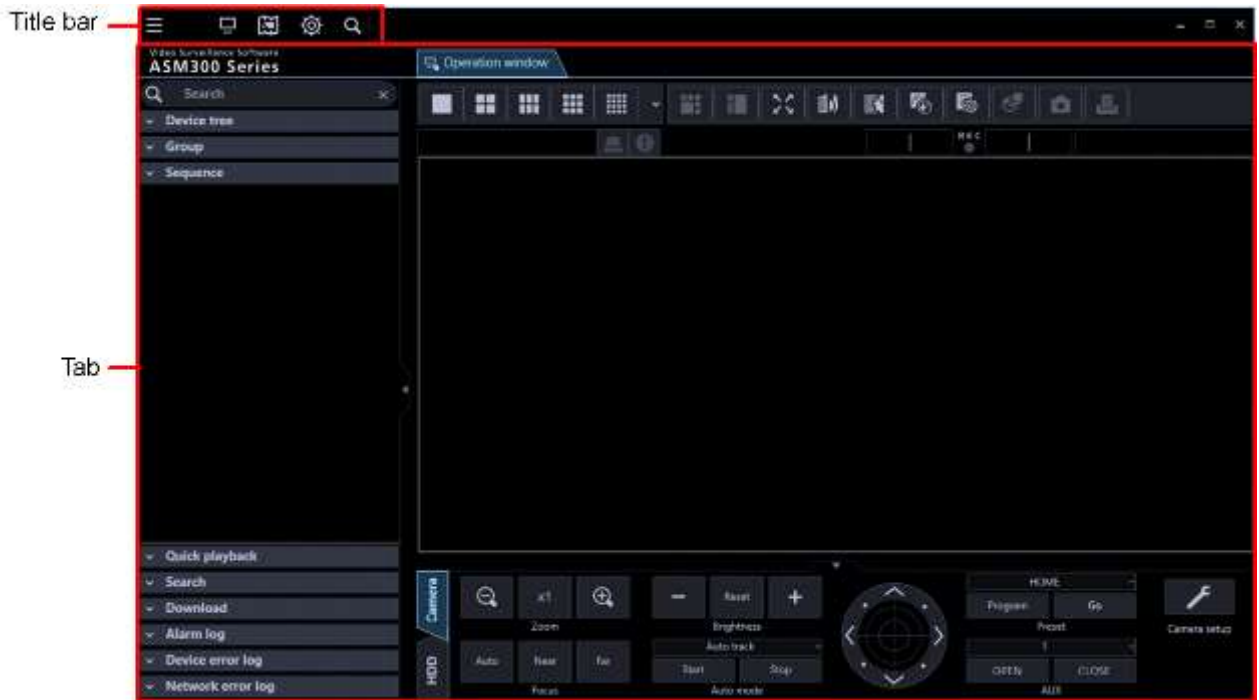 Title bar
Video Surveillance Software
ASM300 Series
Operation window
Search
Device tree
Group
Sequence
REC
Tab
Quick playback
Search
Download
Alarm log
Device error log
Network error log
Camera
HDD
x1
Zoom
Auto Near Far
Focus
Reset
Brightness
Auto track
Start Stop
Auto mode
HOME
Program Go
Preset
1
OPEN CLOSE
AUX
Camera setup